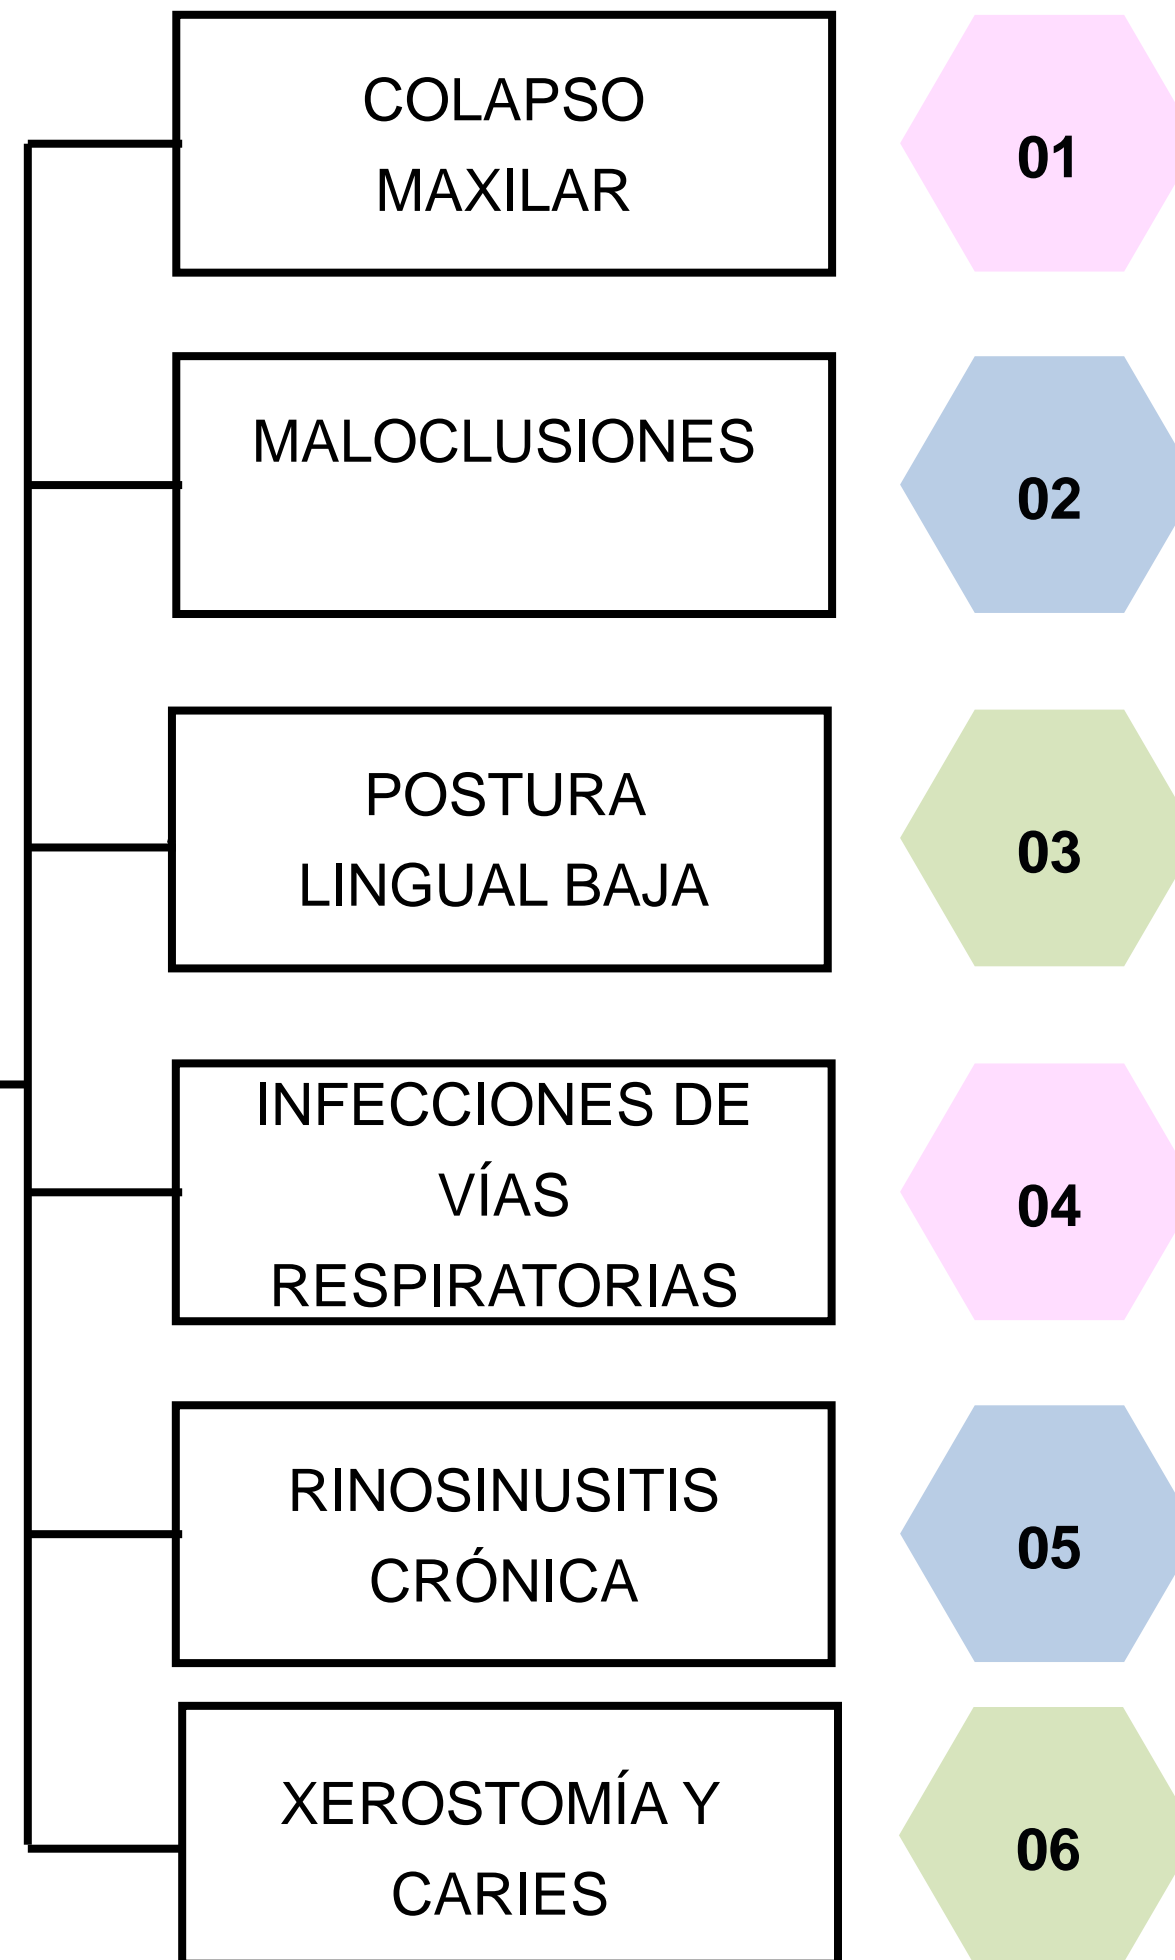 COLAPSO
MAXILAR
01
MALOCLUSIONES
02
POSTURA
LINGUAL BAJA
03
INFECCIONES DE
VÍAS
RESPIRATORIAS
04
RINOSINUSITIS
CRÓNICA
05
XEROSTOMÍA Y
CARIES
06